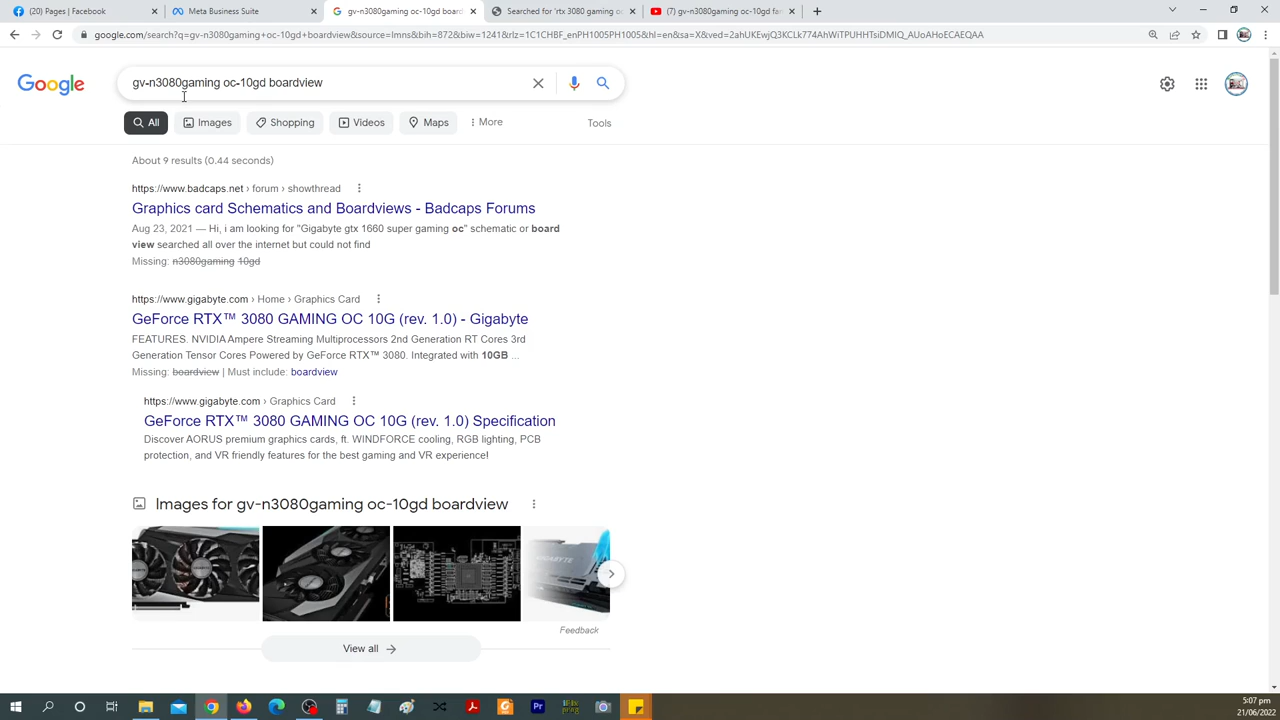 (20) Pages | Facebook
Meta Business Suite
gv-n3080gaming oc-10gd board
Searched for 'rtx 3080 gaming o
(7) gv-n3080gaming oc-10gd fa
google.com/search?q=gv-n3080gaming+oc-10gd+boardview&source=lmns&bih=872&biw=1241&rlz=1C1CHBF_enPH1005PH1005&hl=en&sa=X&ved=2ahUKEwjQ3KCLk774AhWiTPUHHTsiDMIQ_AUoAHoECAEQAA
Google
gv-n3080gaming oc-10gd boardview
All
Images
Shopping
Videos
Maps
More
Tools
About 9 results (0.44 seconds)
https://www.badcaps.net › forum › showthread
Graphics card Schematics and Boardviews - Badcaps Forums
Aug 23, 2021 — Hi, i am looking for "Gigabyte gtx 1660 super gaming oc" schematic or board
view searched all over the internet but could not find
Missing: n3080gaming 10gd
https://www.gigabyte.com › Home › Graphics Card
GeForce RTX™ 3080 GAMING OC 10G (rev. 1.0) - Gigabyte
FEATURES. NVIDIA Ampere Streaming Multiprocessors 2nd Generation RT Cores 3rd
Generation Tensor Cores Powered by GeForce RTX™ 3080. Integrated with 10GB ...
Missing: boardview | Must include: boardview
https://www.gigabyte.com › Graphics Card
GeForce RTX™ 3080 GAMING OC 10G (rev. 1.0) Specification
Discover AORUS premium graphics cards, ft. WINDFORCE cooling, RGB lighting, PCB
protection, and VR friendly features for the best gaming and VR experience!
Images for gv-n3080gaming oc-10gd boardview
GIGABYTE
Feedback
View all
Pr
5:07 pm
21/06/2022